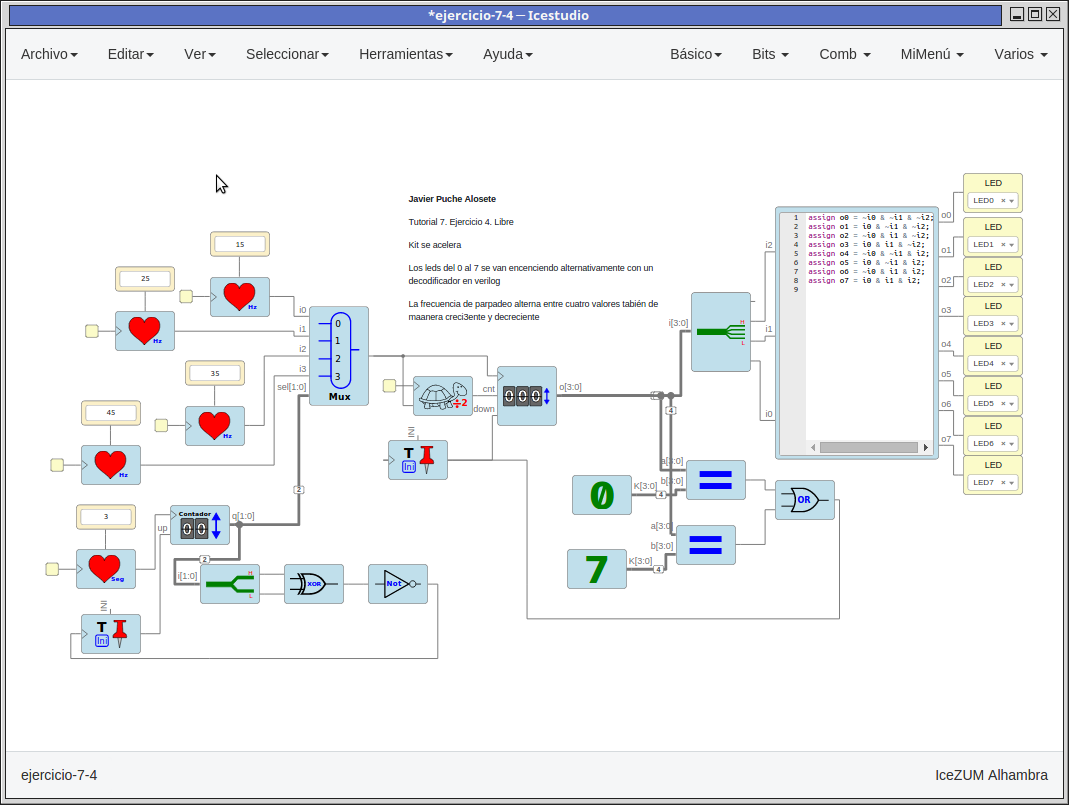 *ejercicio-7-4 — Icestudio
Archivo Editar Ver Seleccionar Herramientas Ayuda Básico Bits Comb MiMenú Varios
Javier Puche Alosete
Tutorial 7. Ejercicio 4. Libre
Kit se acelera
Los leds del 0 al 7 se van encenciendo alternativamente con un
decodificardo en verilog
La frecuencia de parpadeo alterna entre cuatro valores tabién de
maanera creci3ente y decreciente
15
Hz
25
Hz
35
Hz
45
Hz
3
Seg
i0
i1
i2
i3
sel[1:0]
0
1
2
3
Mux
Contador
00
up
q[1:0]
2
2
i[1:0]
H
L
XOR
Not
INI
T
Ini
÷2
cnt
down
000
o[3:0]
INI
T
Ini
4
0
K[3:0]
4
a[3:0]
b[3:0]
7
K[3:0]
4
a[3:0]
b[3:0]
OR
i[3:0]
H
L
i2
i1
i0
1 assign o0 = ~i0 & ~i1 & ~i2;
2 assign o1 = i0 & ~i1 & ~i2;
3 assign o2 = ~i0 & i1 & ~i2;
4 assign o3 = i0 & i1 & ~i2;
5 assign o4 = ~i0 & ~i1 & i2;
6 assign o5 = i0 & ~i1 & i2;
7 assign o6 = ~i0 & i1 & i2;
8 assign o7 = i0 & i1 & i2;
9
o0
o1
o2
o3
o4
o5
o6
o7
LED
LED0 ×
LED
LED1 ×
LED
LED2 ×
LED
LED3 ×
LED
LED4 ×
LED
LED5 ×
LED
LED6 ×
LED
LED7 ×
ejercicio-7-4
IceZUM Alhambra